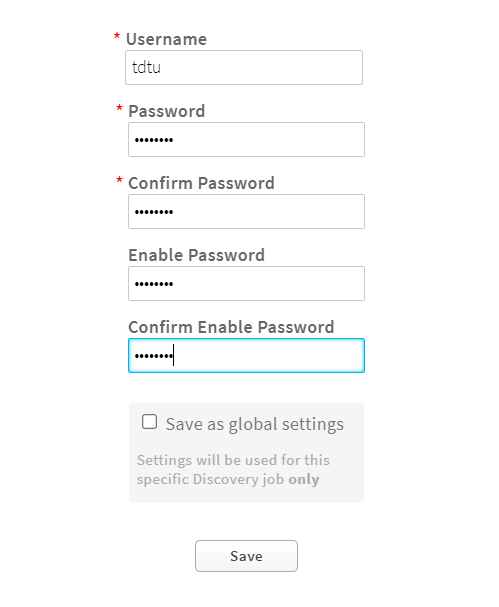 * Username
tdtu
* Password
••••••••
* Confirm Password
••••••••
Enable Password
••••••••
Confirm Enable Password
••••••••
Save as global settings
Settings will be used for this
specific Discovery job only
Save